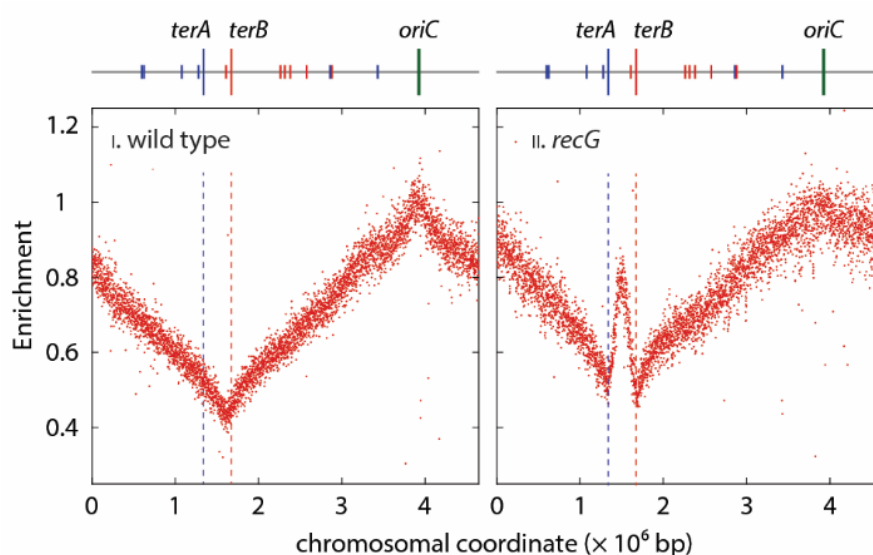 terA terB oriC terA terB oriC
I. wild type II. recG
Enrichment
1.2
1
0.8
0.6
0.4
0 1 2 3 4 0 1 2 3 4
chromosomal coordinate (× 10⁶ bp)